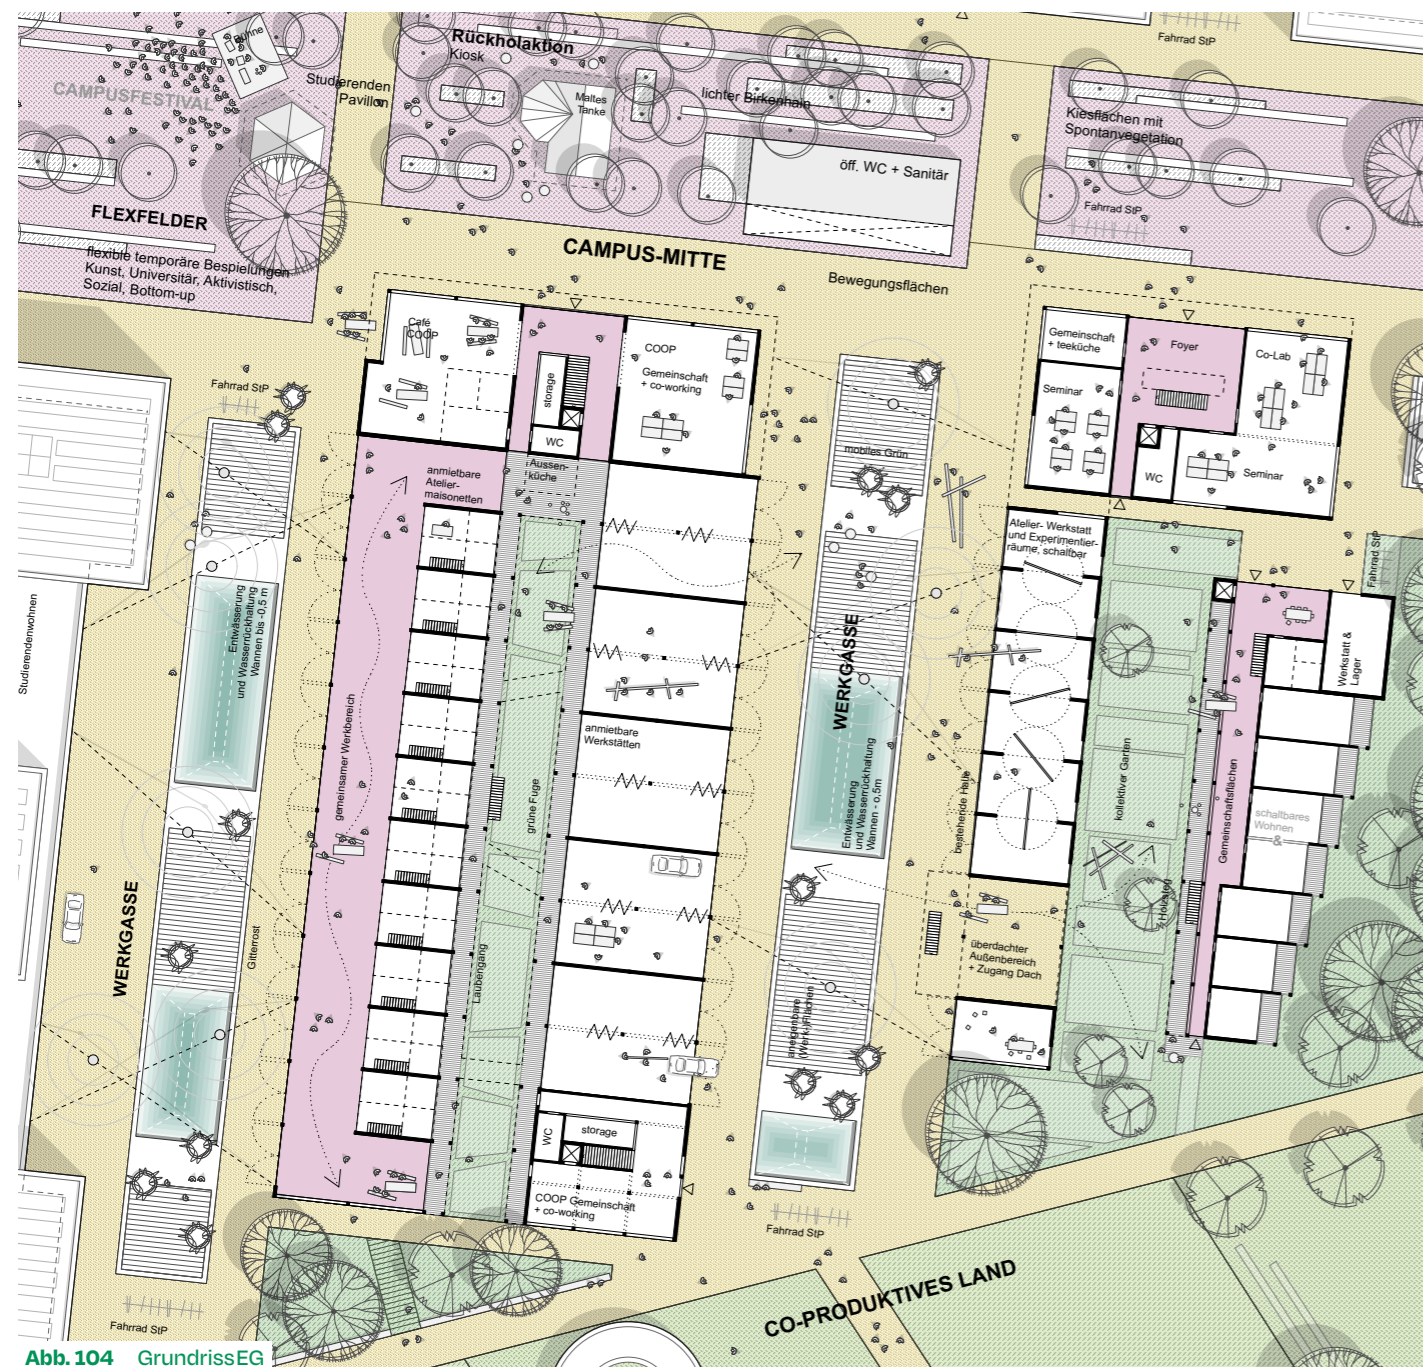 Bühne
CAMPUSFESTIVAL
Studierenden
Pavillon
Rückholaktion
Kiosk
Maltes
Tanke
lichter Birkenhain
öff. WC + Sanitär
Fahrrad StP
Kiesflächen mit
Spontanvegetation
Fahrrad StP
FLEXFELDER
flexible temporäre Bespielungen
Kunst, Universitär, Aktivistisch,
Sozial, Bottom-up
CAMPUS-MITTE
Bewegungsflächen
Café
COOP
storage
WC
COOP
Gemeinschaft
+ co-working
Gemeinschaft
+ teeküche
Foyer
Co-Lab
Seminar
WC
Seminar
Fahrrad StP
anmietbare
Atelier-
maisonetten
Aussen-
küche
mobiles Grün
Atelier- Werkstatt
und Experimentier-
räume, schaltbar
Fahrrad StP
Studierendenwohnen
Entwässerung
und Wasserrückhaltung
Wannen bis -0,5 m
gemeinsamer Werkbereich
grüne Fuge
anmietbare
Werkstätten
WERKGASSE
Entwässerung
und Wasserrückhaltung
Wannen - o,5m
bestehende Halle
kollektiver Garten
Gemeinschaftsflächen
Werkstatt &
Lager
schaltbares
Wohnen
&
Holzsteg
WERKGASSE
Gitterrost
Laubengang
aneigenbare
(Werk-)Flächen
überdachter
Außenbereich
+ Zugang Dach
WC
storage
COOP Gemeinschaft
+ co-working
Fahrrad StP
Fahrrad StP
CO-PRODUKTIVES LAND
Abb. 104 Grundriss EG